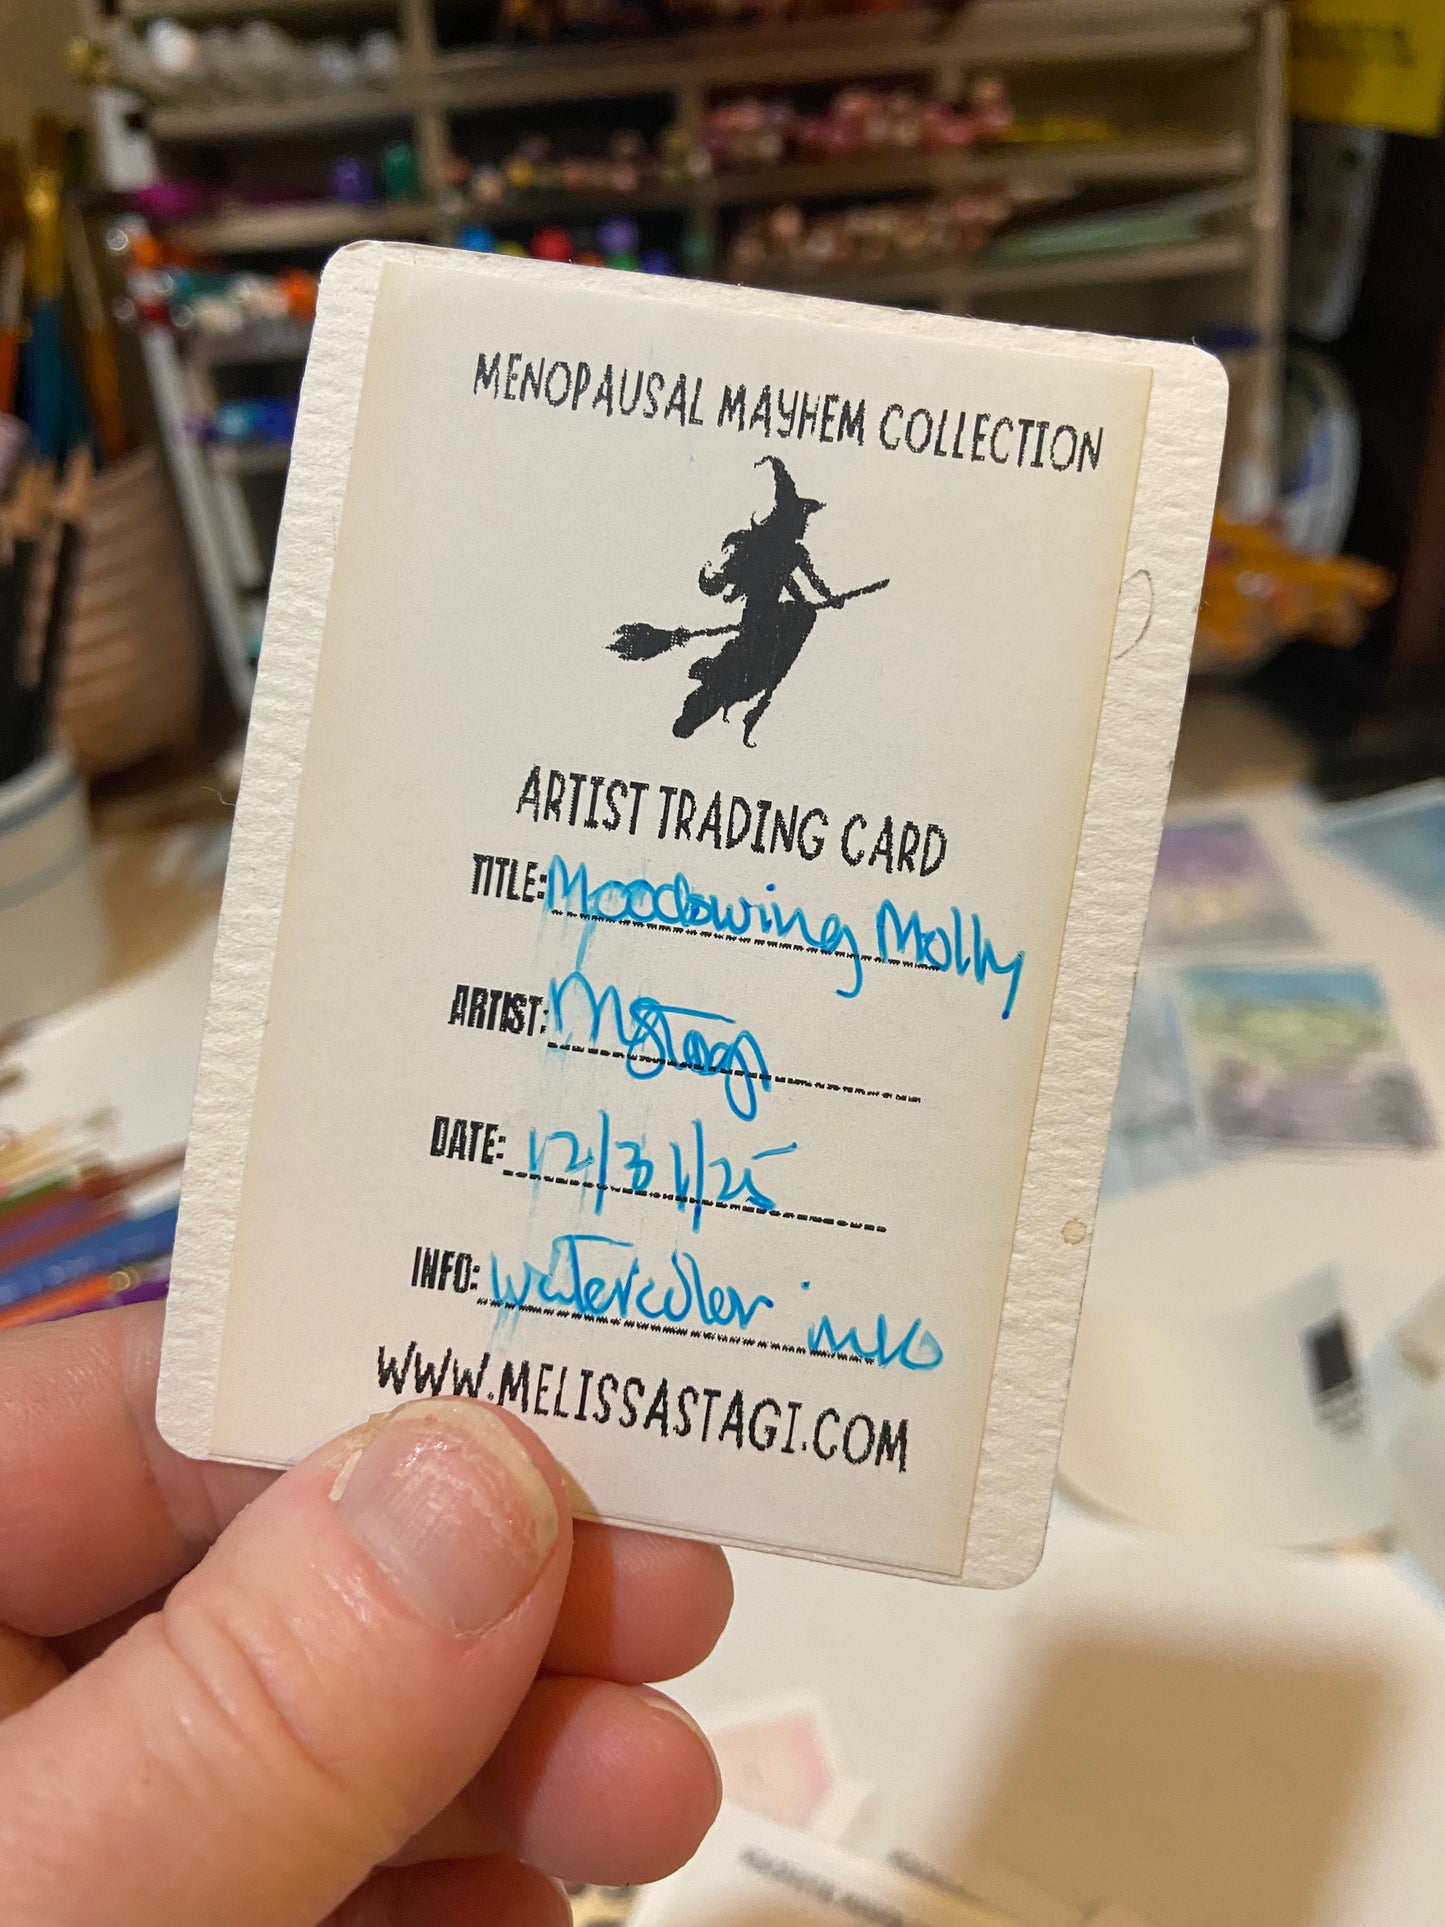 MENOPAUSAL MAYHEM COLLECTION
ARTIST TRADING CARD
TITLE: Moodswing Molly
ARTIST: MStagi
DATE: 12/31/25
INFO: watercolor ink
WWW.MELISSASTAGI.COM